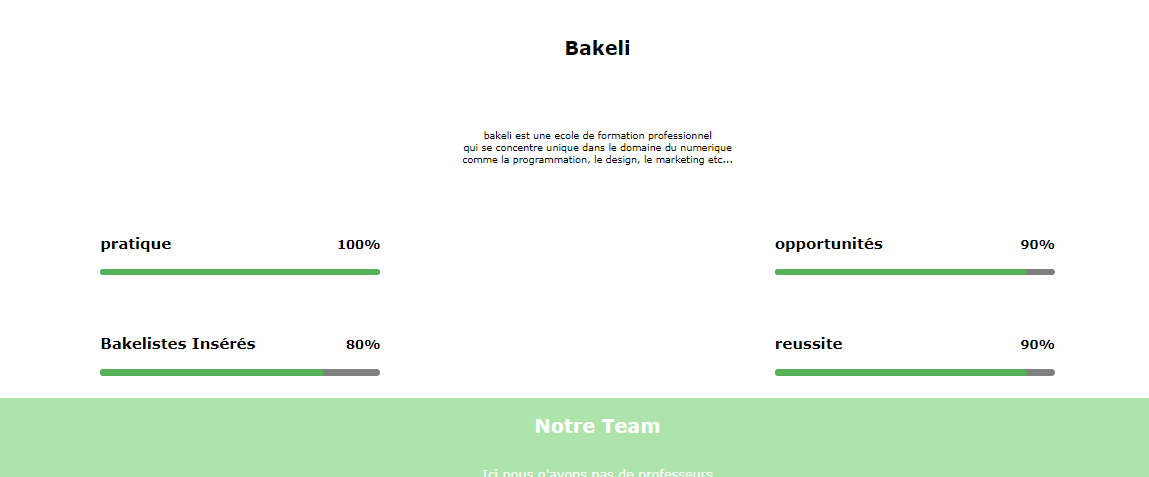 Bakeli
bakeli est une ecole de formation professionnel
qui se concentre unique dans le domaine du numerique
comme la programmation, le design, le marketing etc...
pratique 100%
opportunités 90%
Bakelistes Insérés 80%
reussite 90%
Notre Team
Ici nous n'avons pas de professeurs